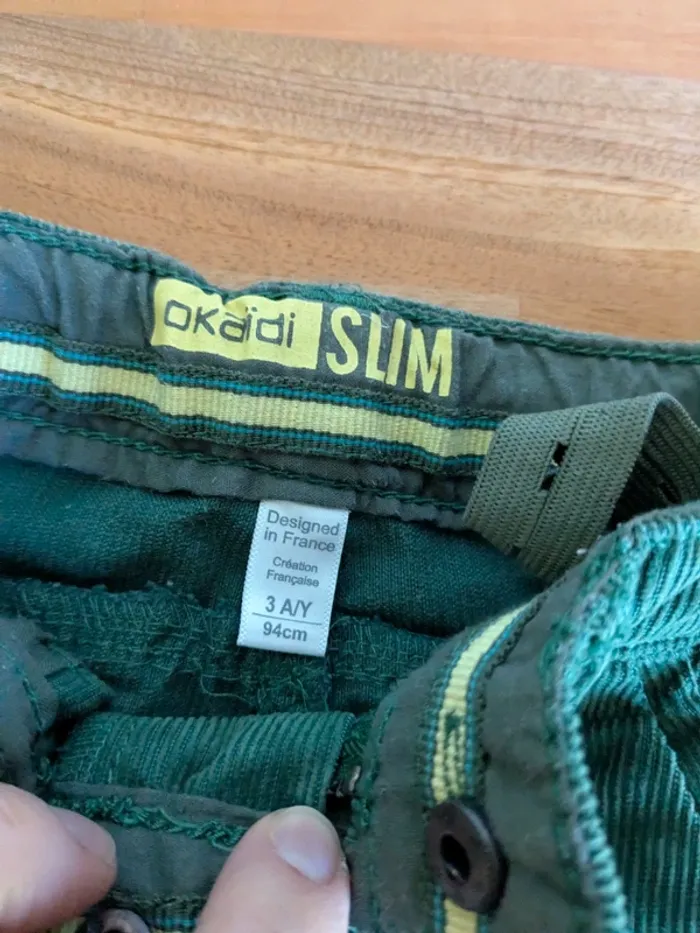 oKaïdi SLIM
Designed
in France
Création
Française
3 A/Y
94cm